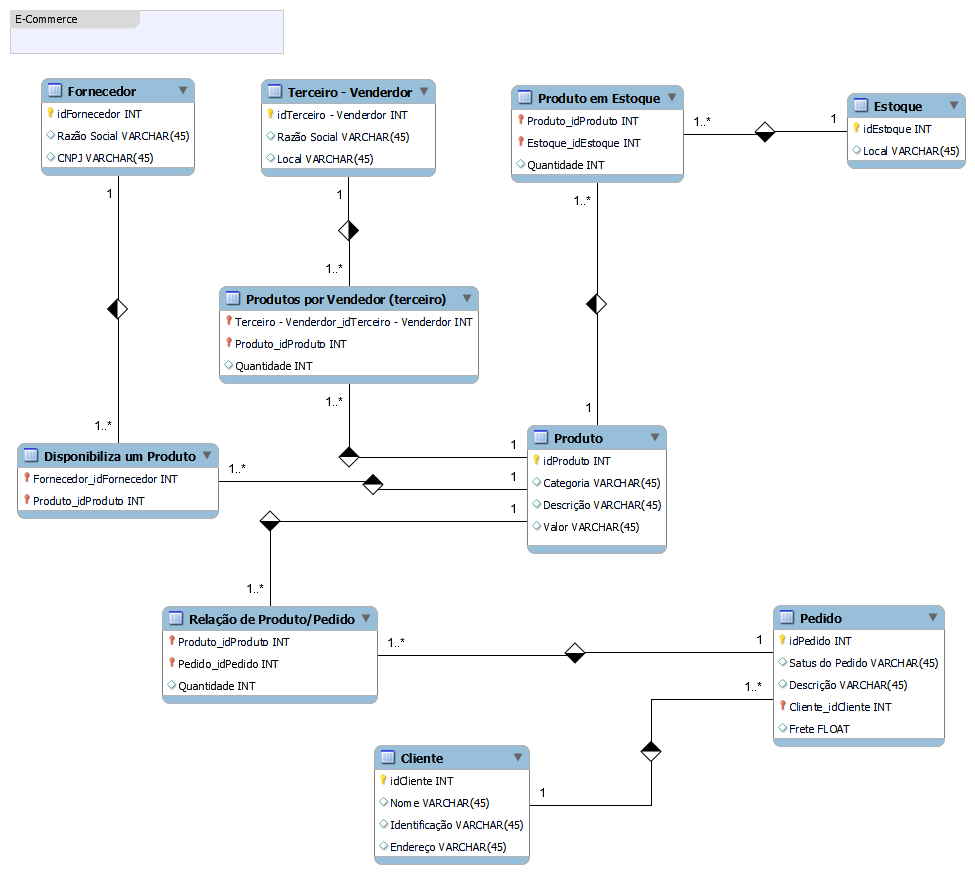 E-Commerce
Fornecedor
idFornecedor INT
Razão Social VARCHAR(45)
CNPJ VARCHAR(45)
Terceiro - Venderdor
idTerceiro - Venderdor INT
Razão Social VARCHAR(45)
Local VARCHAR(45)
Produto em Estoque
Produto_idProduto INT
Estoque_idEstoque INT
Quantidade INT
Estoque
idEstoque INT
Local VARCHAR(45)
1..*
1
1
1
1..*
1..*
Produtos por Vendedor (terceiro)
Terceiro - Venderdor_idTerceiro - Venderdor INT
Produto_idProduto INT
Quantidade INT
1..*
1
1..*
1
Disponibiliza um Produto
Fornecedor_idFornecedor INT
Produto_idProduto INT
1..*
1
1
Produto
idProduto INT
Categoria VARCHAR(45)
Descrição VARCHAR(45)
Valor VARCHAR(45)
1..*
Relação de Produto/Pedido
Produto_idProduto INT
Pedido_idPedido INT
Quantidade INT
1..*
1
Pedido
idPedido INT
Satus do Pedido VARCHAR(45)
Descrição VARCHAR(45)
Cliente_idCliente INT
Frete FLOAT
1..*
1
Cliente
idCliente INT
Nome VARCHAR(45)
Identificação VARCHAR(45)
Endereço VARCHAR(45)